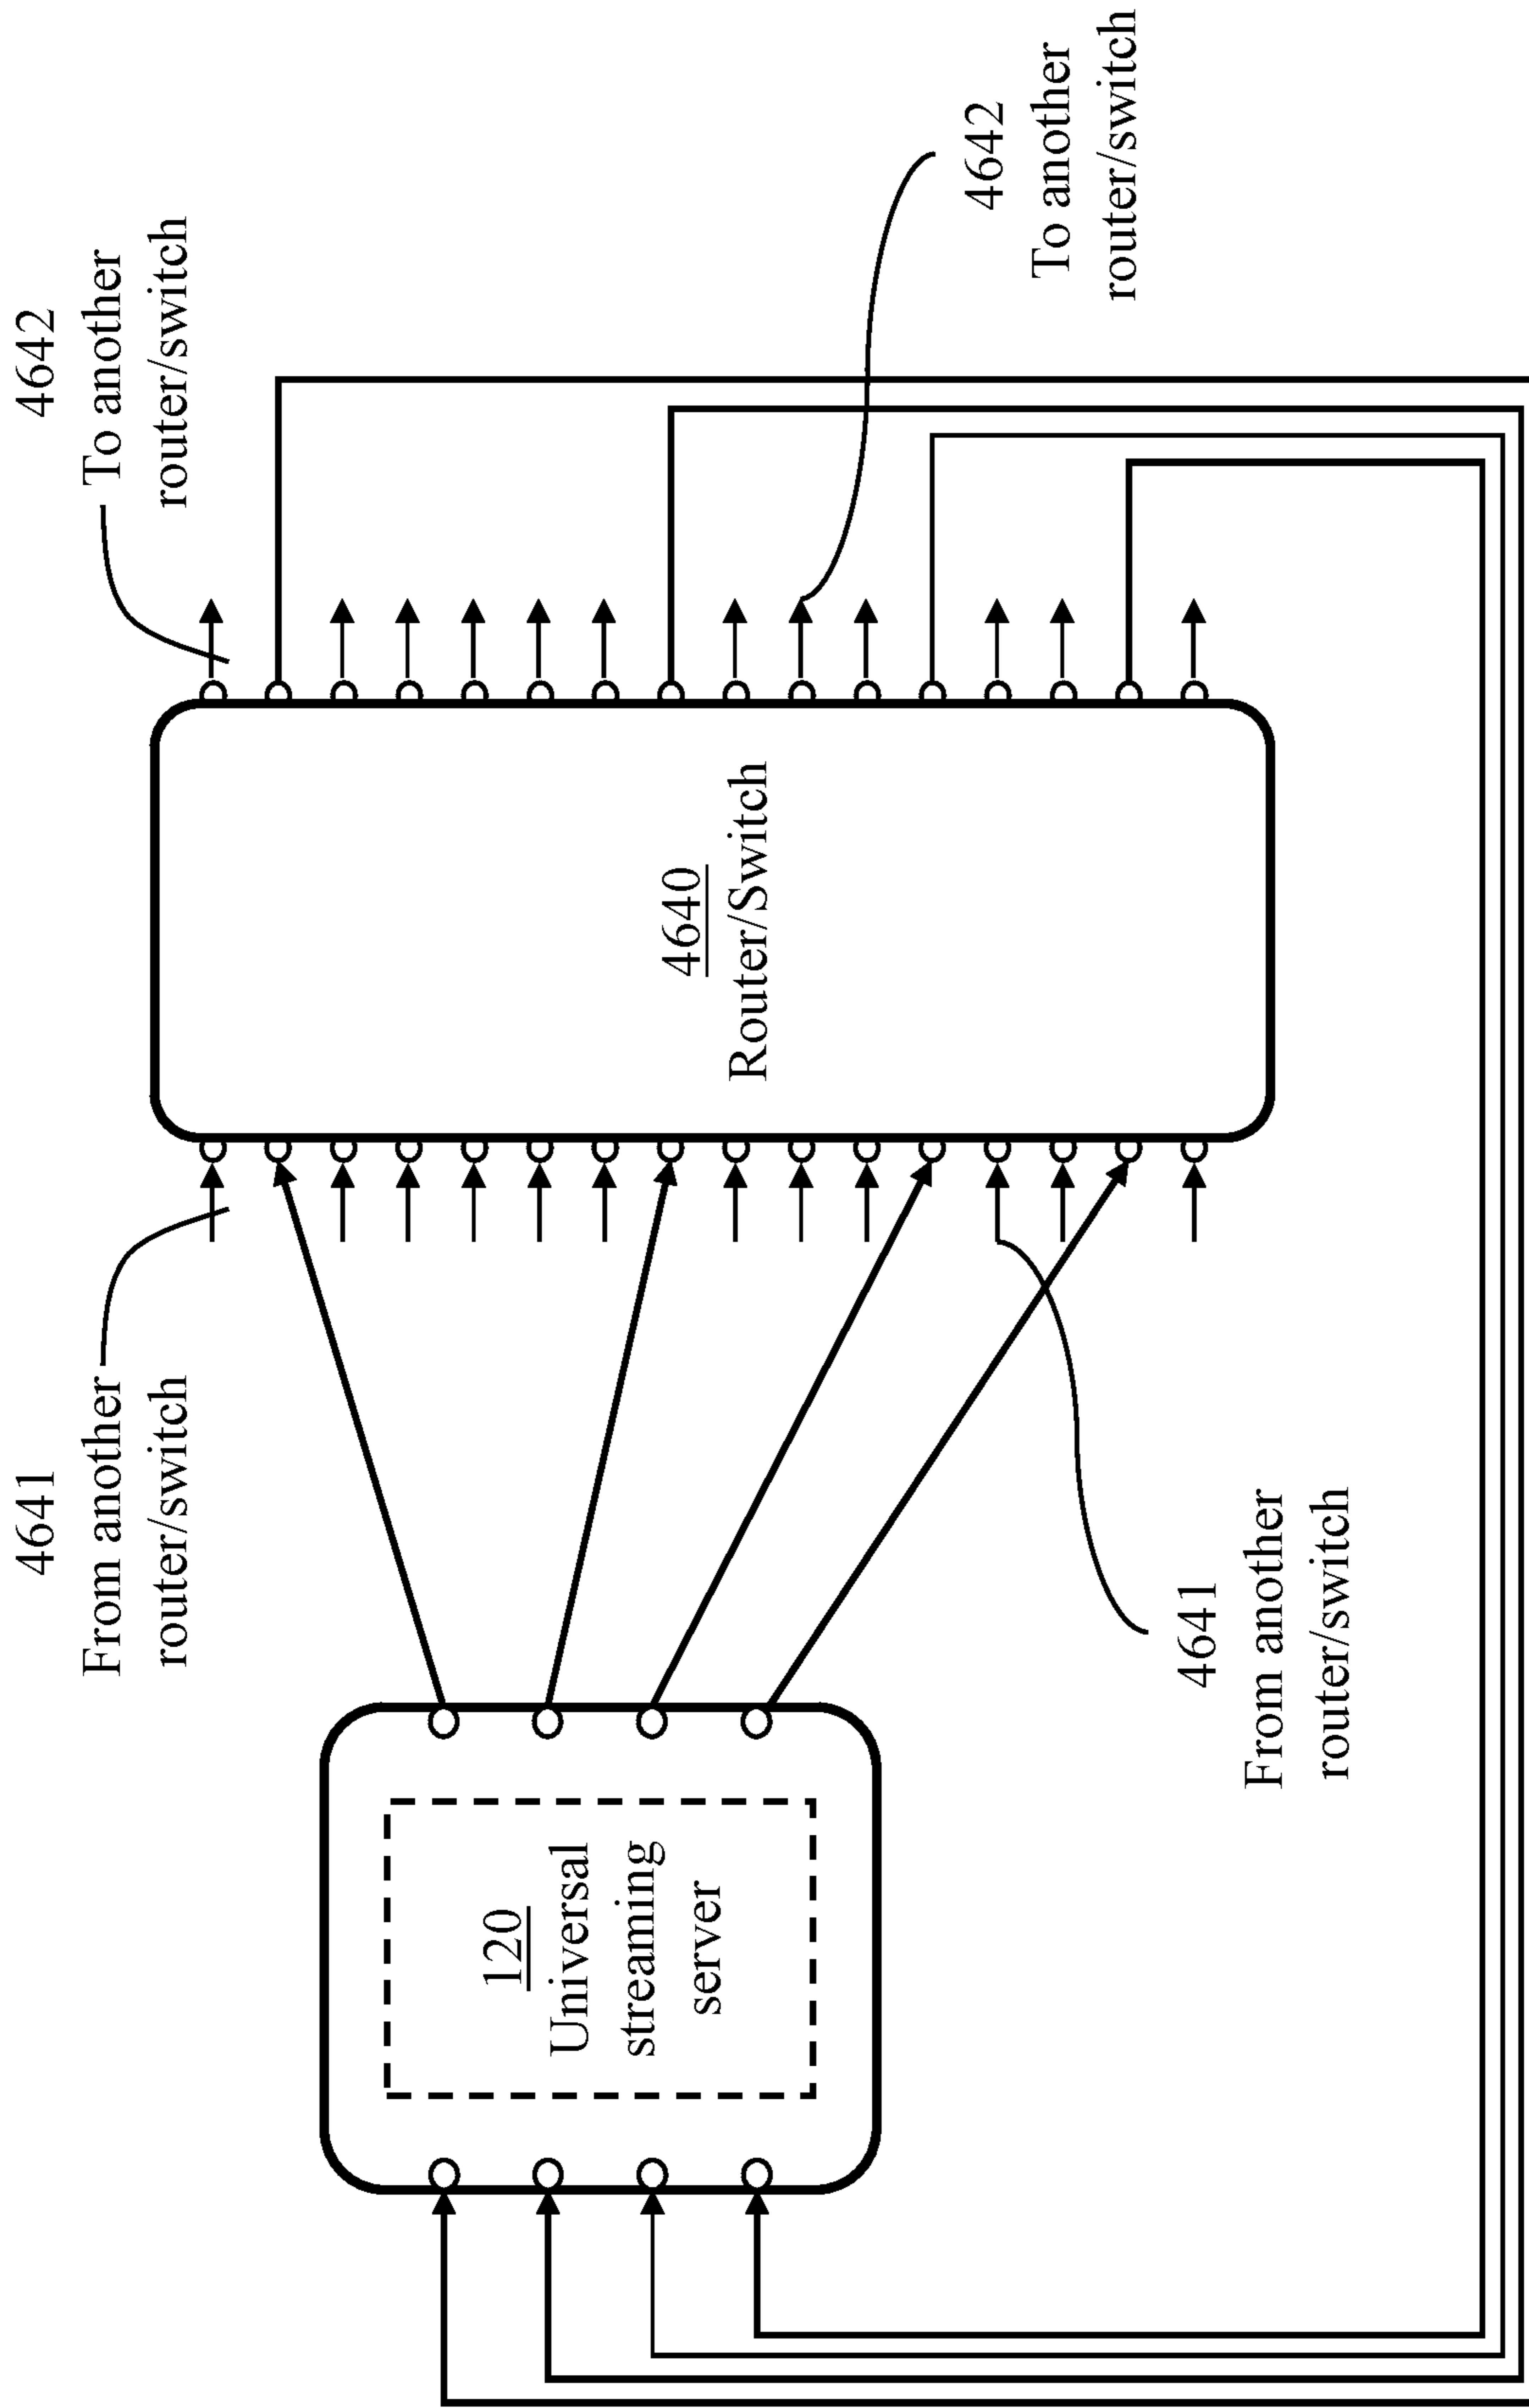 4641
From another
router/switch
4642
To another
router/switch
120
Universal
streaming
server
4640
Router/Switch
4641
From another
router/switch
4642
To another
router/switch